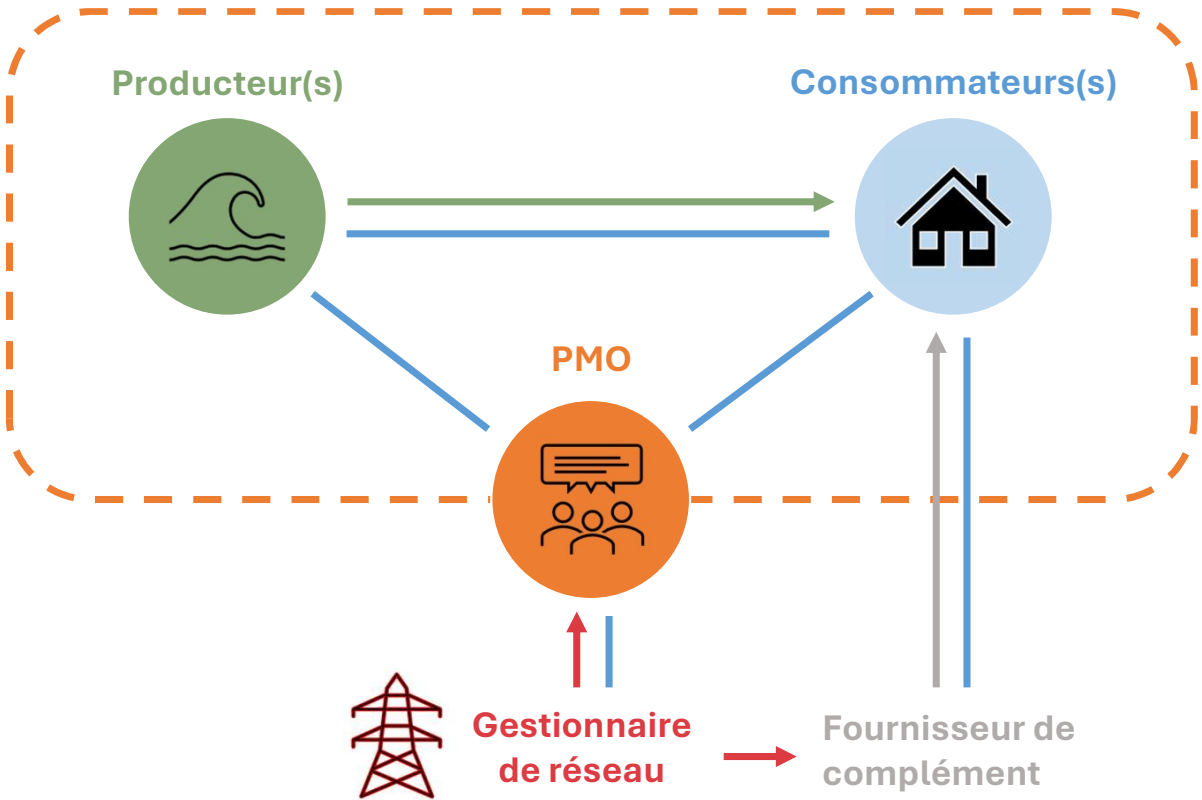 Producteur(s)
Consommateurs(s)
PMO
Gestionnaire
de réseau
Fournisseur de
complément